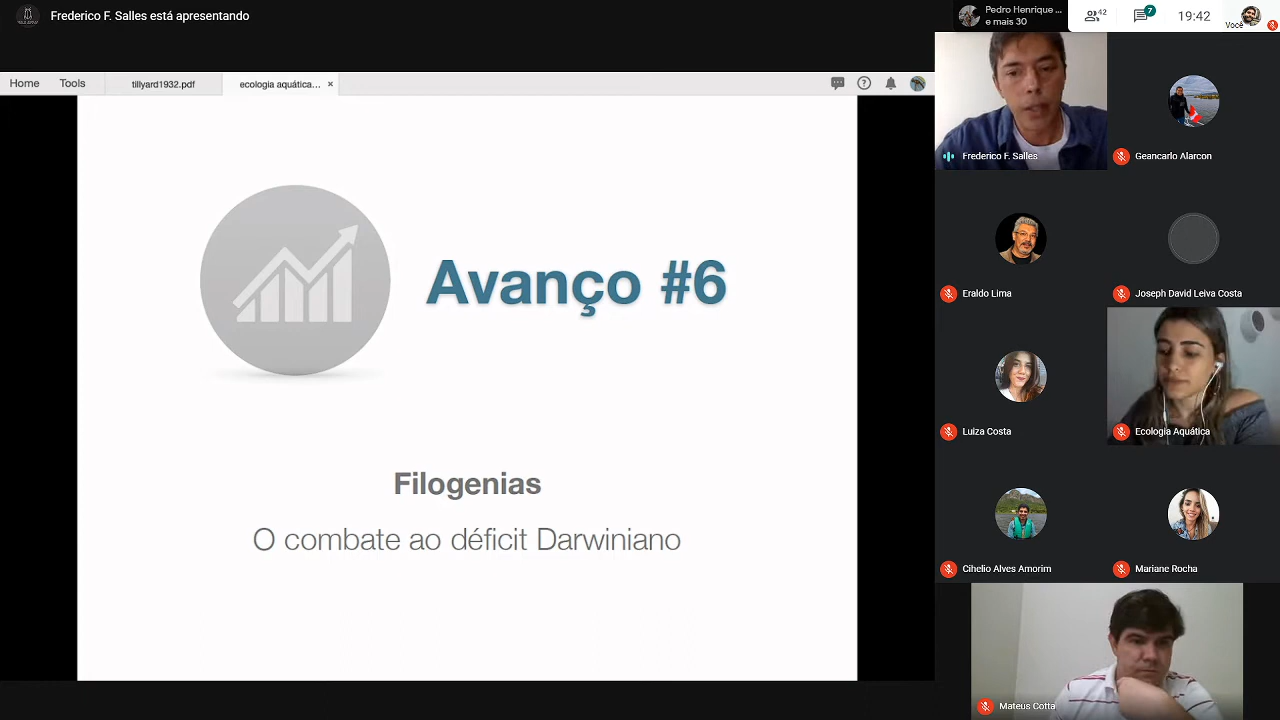 Frederico F. Salles está apresentando
Pedro Henrique ...
e mais 30
42
7
19:42
Você
Home
Tools
tillyard1932.pdf
ecologia aquática... ×
Avanço #6
Filogenias
O combate ao déficit Darwiniano
Frederico F. Salles
Geancarlo Alarcon
Eraldo Lima
Joseph David Leiva Costa
Luiza Costa
Ecologia Aquática
Cihelio Alves Amorim
Mariane Rocha
Mateus Cotta